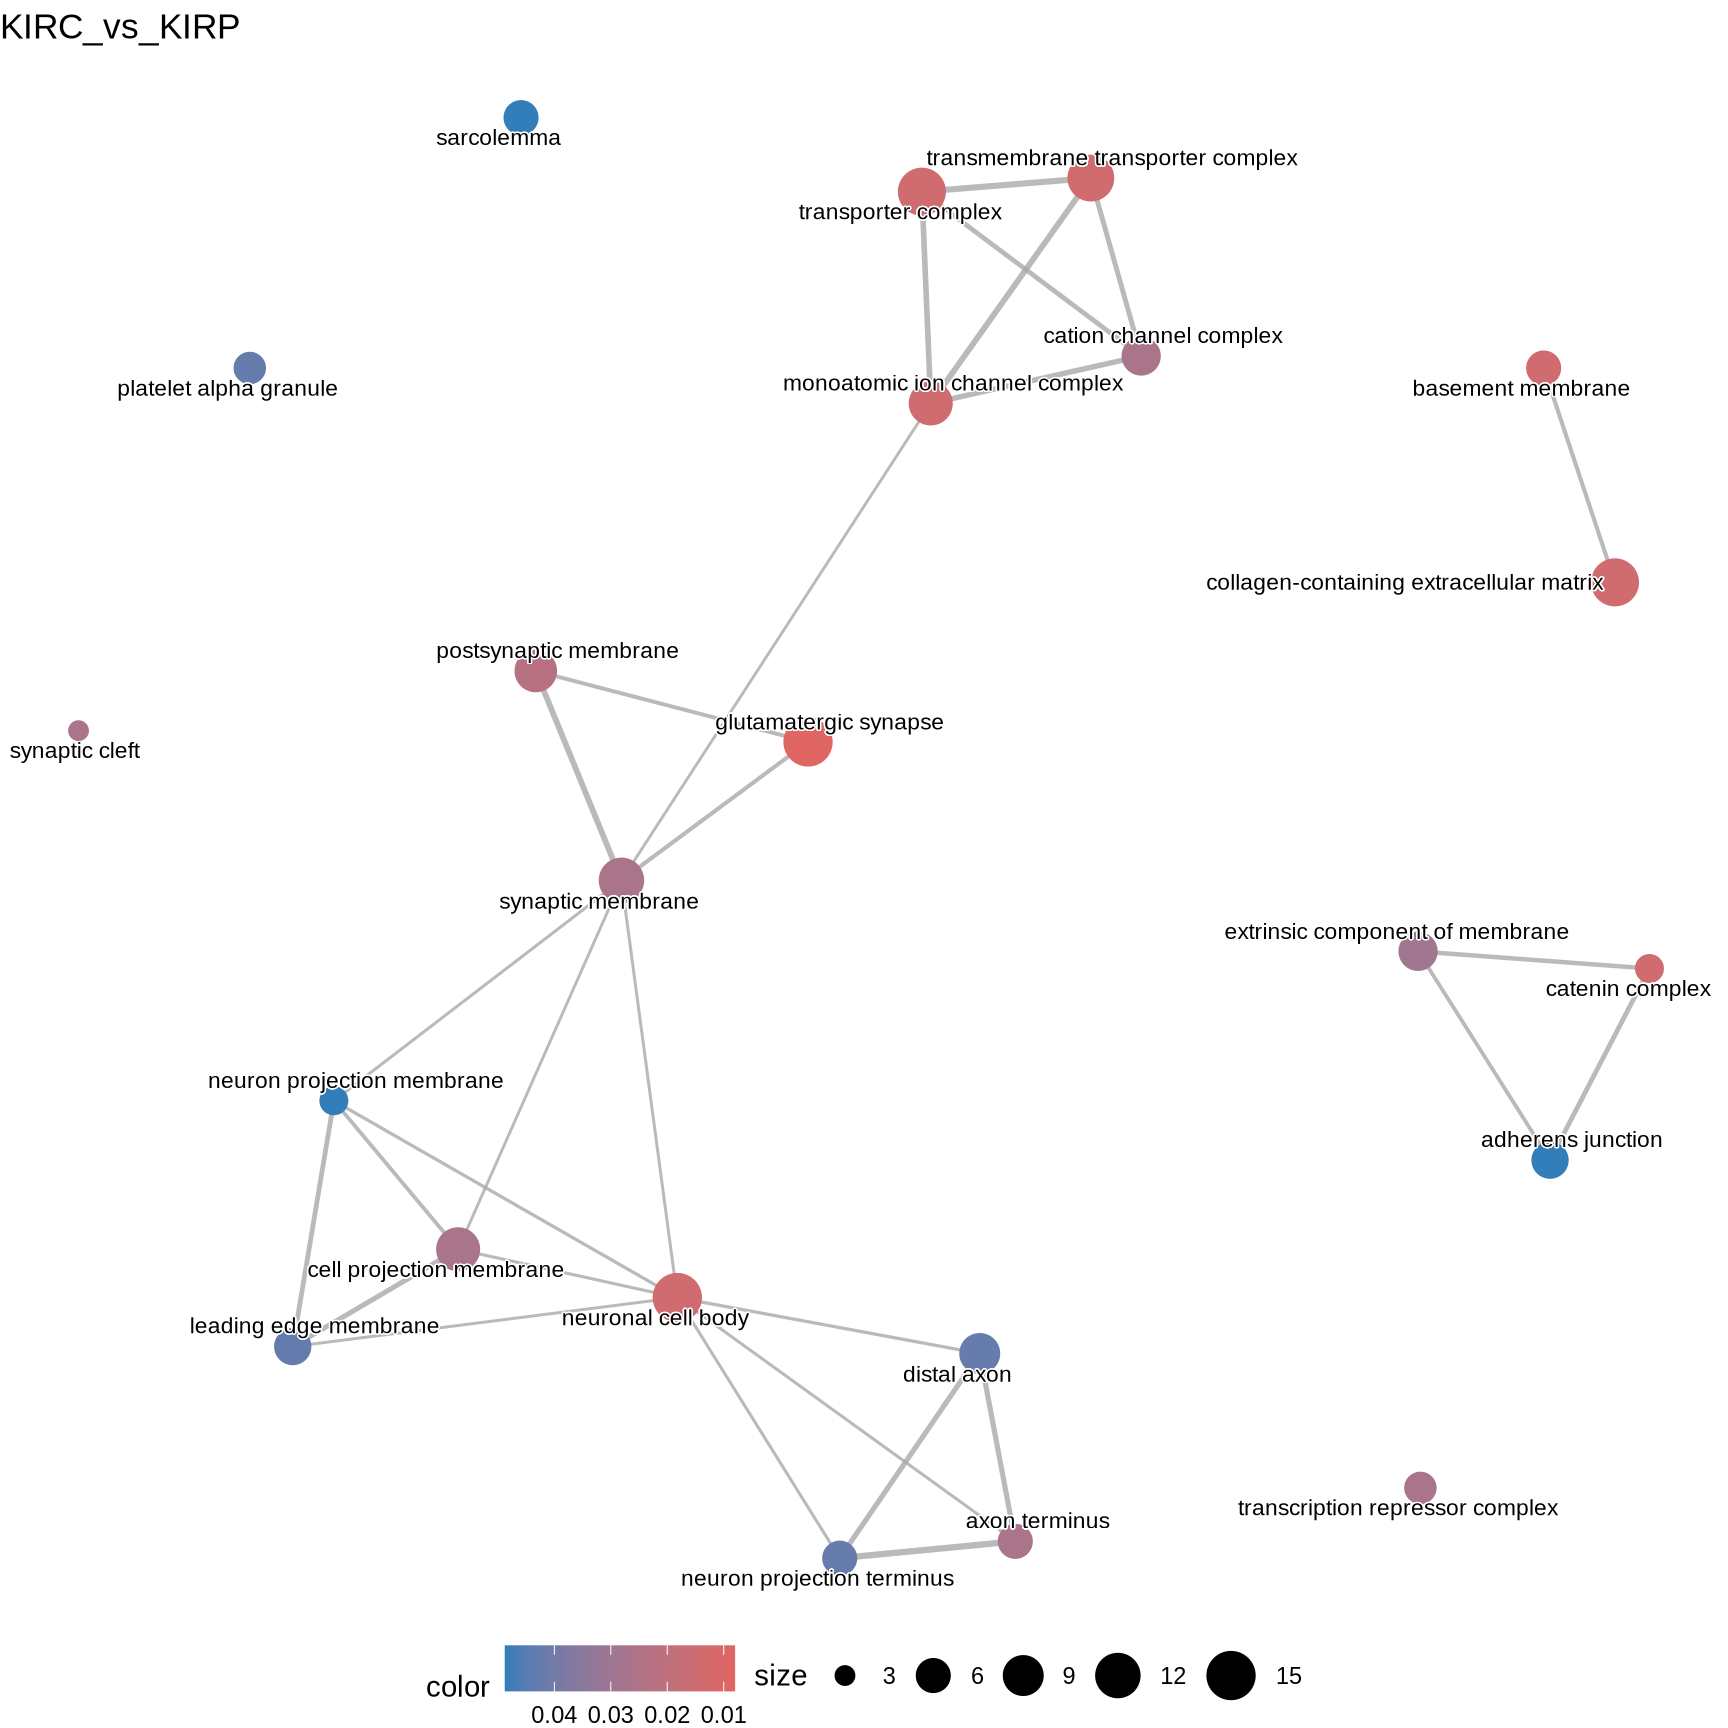 KIRC_vs_KIRP
sarcolemma
transmembrane transporter complex
transporter complex
cation channel complex
monoatomic ion channel complex
platelet alpha granule
basement membrane
collagen-containing extracellular matrix
postsynaptic membrane
glutamatergic synapse
synaptic cleft
synaptic membrane
extrinsic component of membrane
catenin complex
neuron projection membrane
adherens junction
cell projection membrane
neuronal cell body
leading edge membrane
distal axon
transcription repressor complex
axon terminus
neuron projection terminus
color
0.04 0.03 0.02 0.01
size 3 6 9 12 15